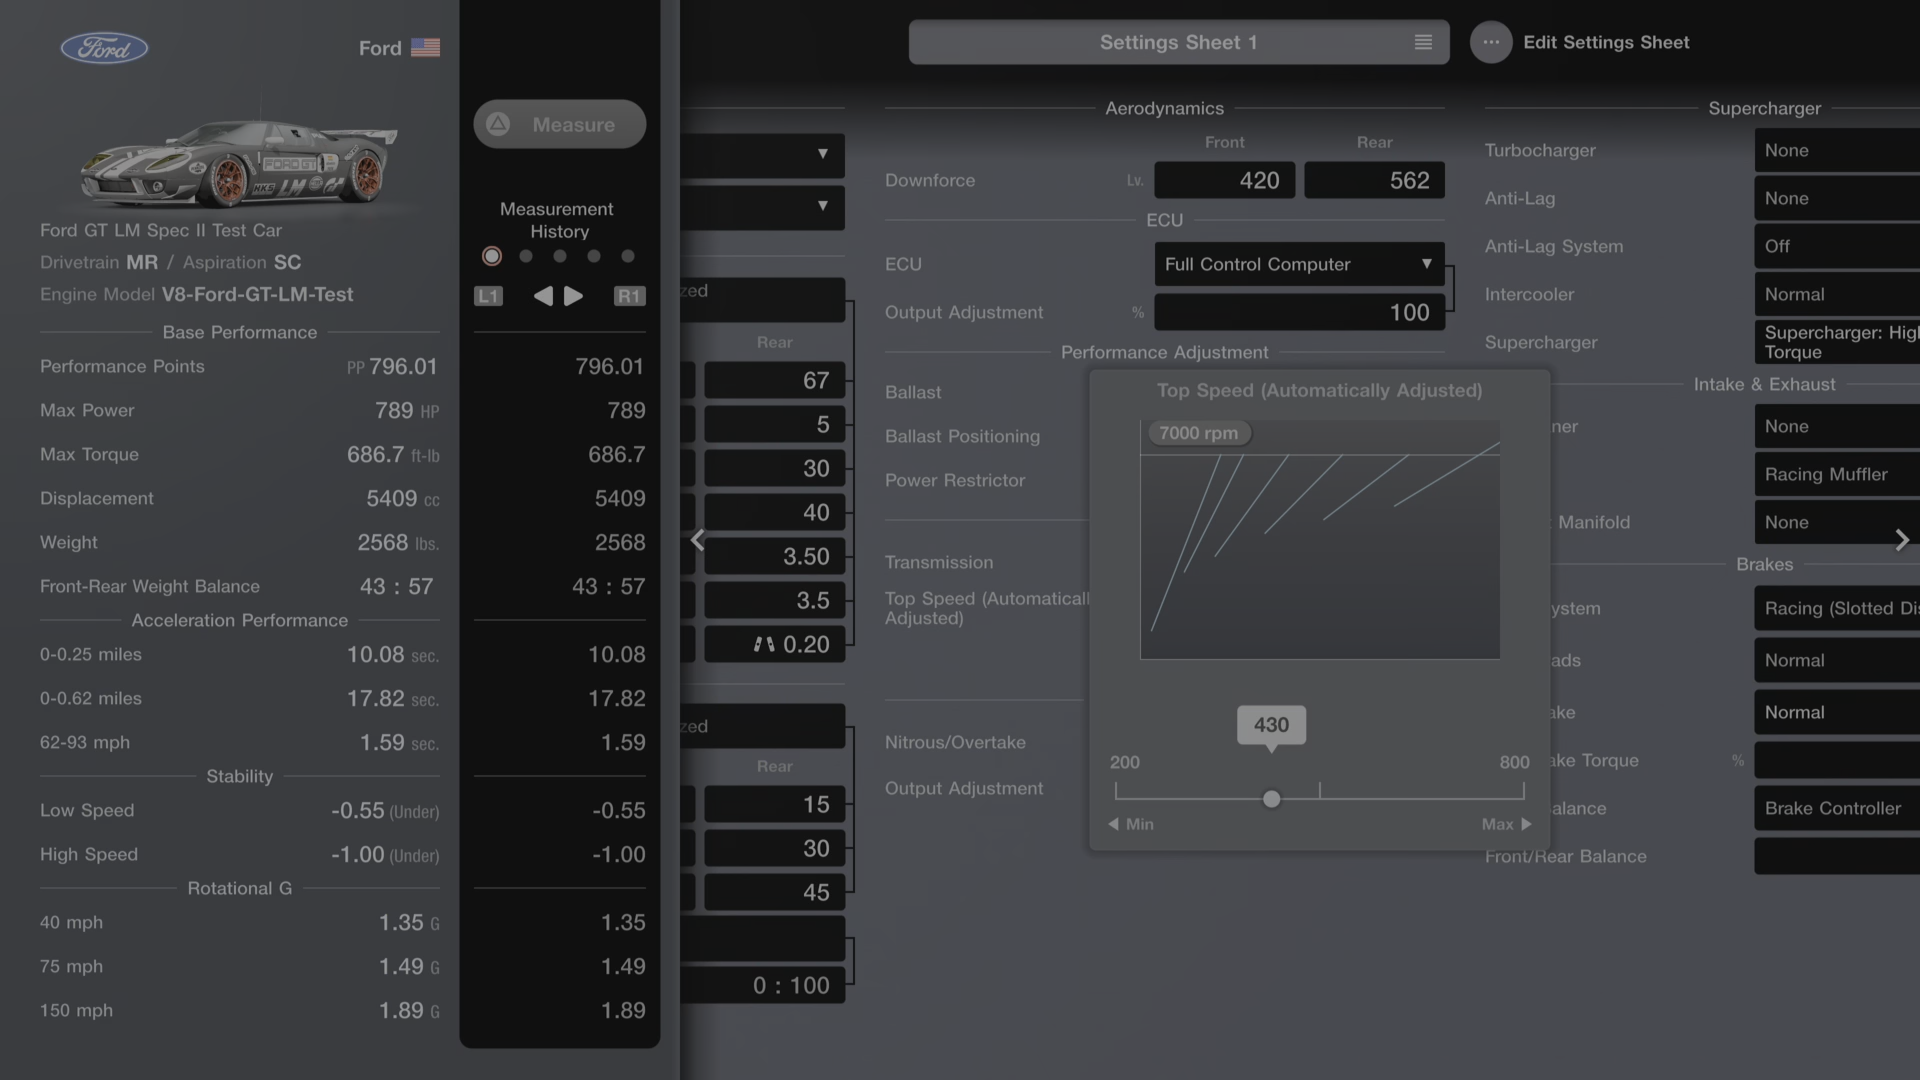 Ford
Ford
Measure
Measurement
History
L1
R1
Ford GT LM Spec II Test Car
Drivetrain MR / Aspiration SC
Engine Model V8-Ford-GT-LM-Test
Base Performance
Performance Points PP 796.01 796.01
Max Power 789 HP 789
Max Torque 686.7 ft-lb 686.7
Displacement 5409 cc 5409
Weight 2568 lbs. 2568
Front-Rear Weight Balance 43 : 57 43 : 57
Acceleration Performance
0-0.25 miles 10.08 sec. 10.08
0-0.62 miles 17.82 sec. 17.82
62-93 mph 1.59 sec. 1.59
Stability
Low Speed -0.55 (Under) -0.55
High Speed -1.00 (Under) -1.00
Rotational G
40 mph 1.35 G 1.35
75 mph 1.49 G 1.49
150 mph 1.89 G 1.89
Settings Sheet 1
Edit Settings Sheet
zed
Rear
67
5
30
40
3.50
3.5
0.20
zed
Rear
15
30
45
0 : 100
Aerodynamics
Front Rear
Downforce Lv. 420 562
ECU
ECU Full Control Computer
Output Adjustment % 100
Performance Adjustment
Ballast
Ballast Positioning
Power Restrictor
Transmission
Top Speed (Automaticall
Adjusted)
Nitrous/Overtake
Output Adjustment
Top Speed (Automatically Adjusted)
7000 rpm
430
200 800
Min Max
Supercharger
Turbocharger None
Anti-Lag None
Anti-Lag System Off
Intercooler Normal
Supercharger Supercharger: Hig
Torque
Intake & Exhaust
ner None
Racing Muffler
Manifold None
Brakes
ystem Racing (Slotted Dis
ads Normal
ake Normal
ake Torque %
alance Brake Controller
Front/Rear Balance